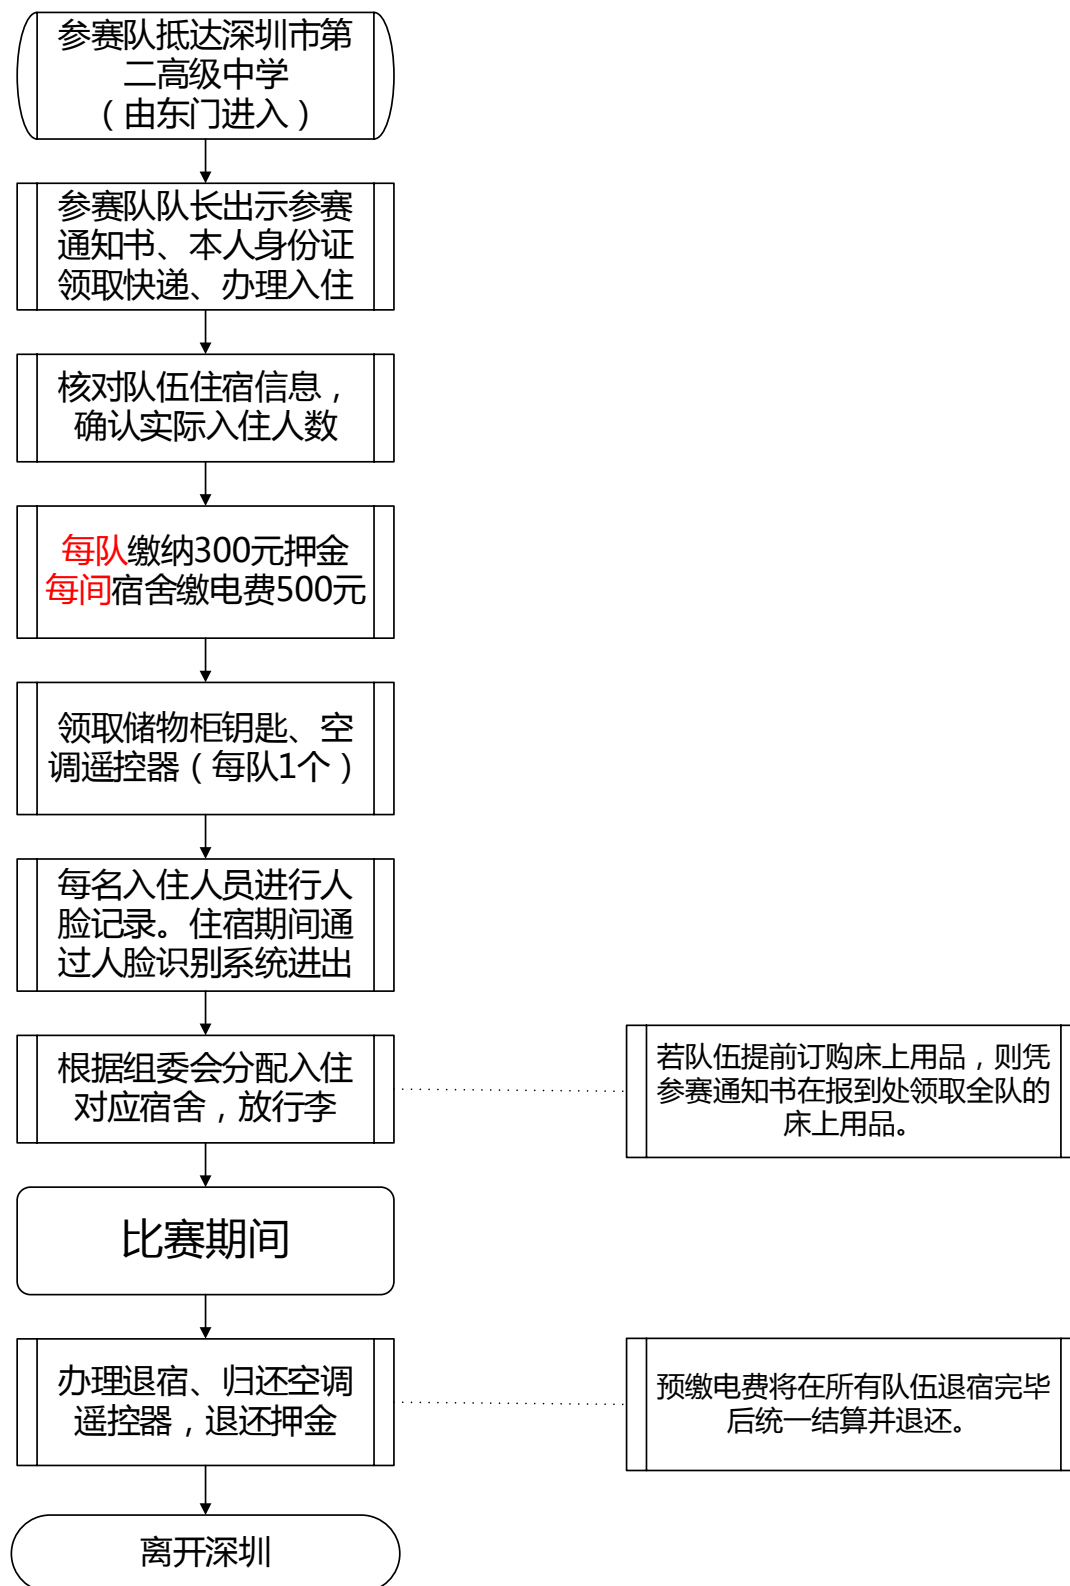 参赛队抵达深圳市第
二高级中学
（由东门进入）
参赛队队长出示参赛
通知书、本人身份证
领取快递、办理入住
核对队伍住宿信息，
确认实际入住人数
每队缴纳300元押金
每间宿舍缴电费500元
领取储物柜钥匙、空
调遥控器（每队1个）
每名入住人员进行人
脸记录。住宿期间通
过人脸识别系统进出
根据组委会分配入住
对应宿舍，放行李
若队伍提前订购床上用品，则凭
参赛通知书在报到处领取全队的
床上用品。
比赛期间
办理退宿、归还空调
遥控器，退还押金
预缴电费将在所有队伍退宿完毕
后统一结算并退还。
离开深圳